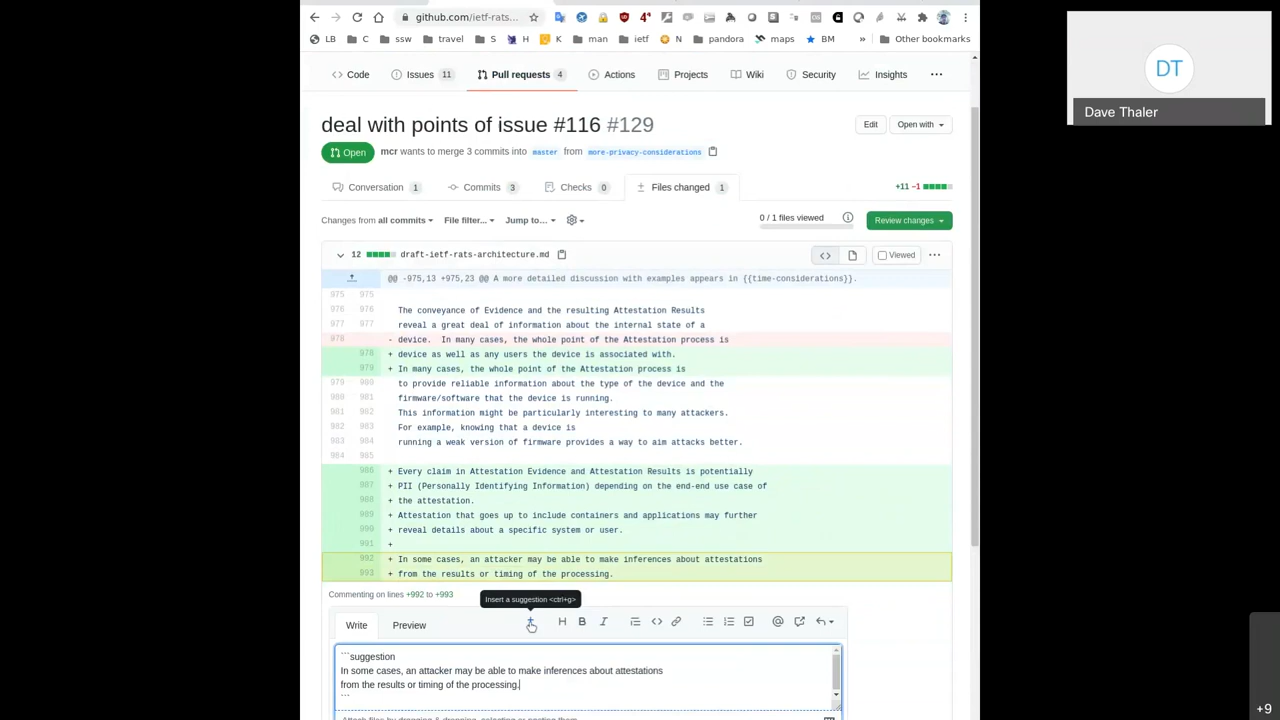 github.com/ietf-rats...
LB C ssw travel S H K man ietf N pandora maps BM » Other bookmarks
Code Issues 11 Pull requests 4 Actions Projects Wiki Security Insights
deal with points of issue #116 #129
Edit Open with
Open mcr wants to merge 3 commits into master from more-privacy-considerations
Conversation 1 Commits 3 Checks 0 Files changed 1 +11 −1
Changes from all commits File filter... Jump to... 0 / 1 files viewed Review changes
12 draft-ietf-rats-architecture.md Viewed
@@ -975,13 +975,23 @@ A more detailed discussion with examples appears in {{time-considerations}}.
975 975
976 976 The conveyance of Evidence and the resulting Attestation Results
977 977 reveal a great deal of information about the internal state of a
978 - device. In many cases, the whole point of the Attestation process is
978 + device as well as any users the device is associated with.
979 + In many cases, the whole point of the Attestation process is
979 980 to provide reliable information about the type of the device and the
980 981 firmware/software that the device is running.
981 982 This information might be particularly interesting to many attackers.
982 983 For example, knowing that a device is
983 984 running a weak version of firmware provides a way to aim attacks better.
984 985
986 + Every claim in Attestation Evidence and Attestation Results is potentially
987 + PII (Personally Identifying Information) depending on the end-end use case of
988 + the attestation.
989 + Attestation that goes up to include containers and applications may further
990 + reveal details about a specific system or user.
991 +
992 + In some cases, an attacker may be able to make inferences about attestations
993 + from the results or timing of the processing.
Commenting on lines +992 to +993
Insert a suggestion <ctrl+g>
Write Preview
```suggestion
In some cases, an attacker may be able to make inferences about attestations
from the results or timing of the processing.
```
DT
Dave Thaler
+9